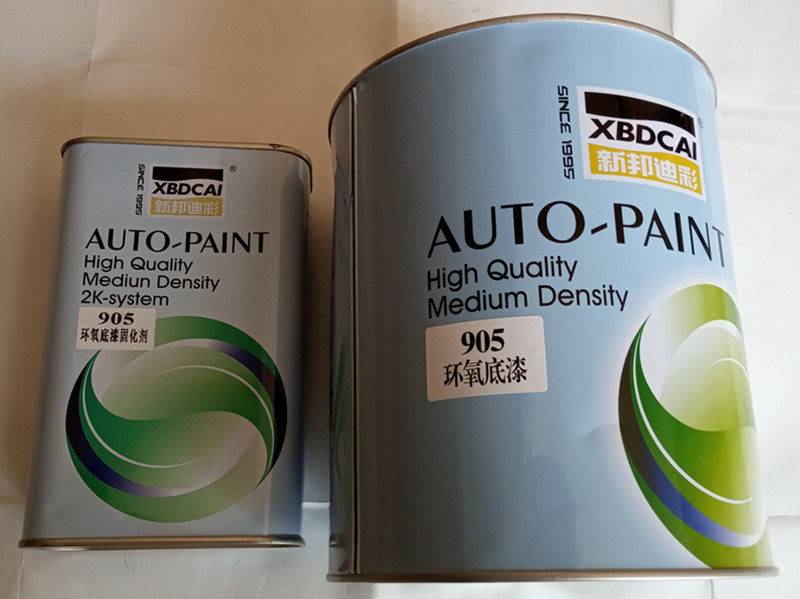 SINCE 1995
XBDCAI
®
新邦迪彩
AUTO-PAINT
High Quality
Mediun Density
2K-system
905
环氧底漆固化剂
SINCE 1995
XBDCAI
®
新邦迪彩
AUTO-PAINT
High Quality
Medium Density
905
环氧底漆